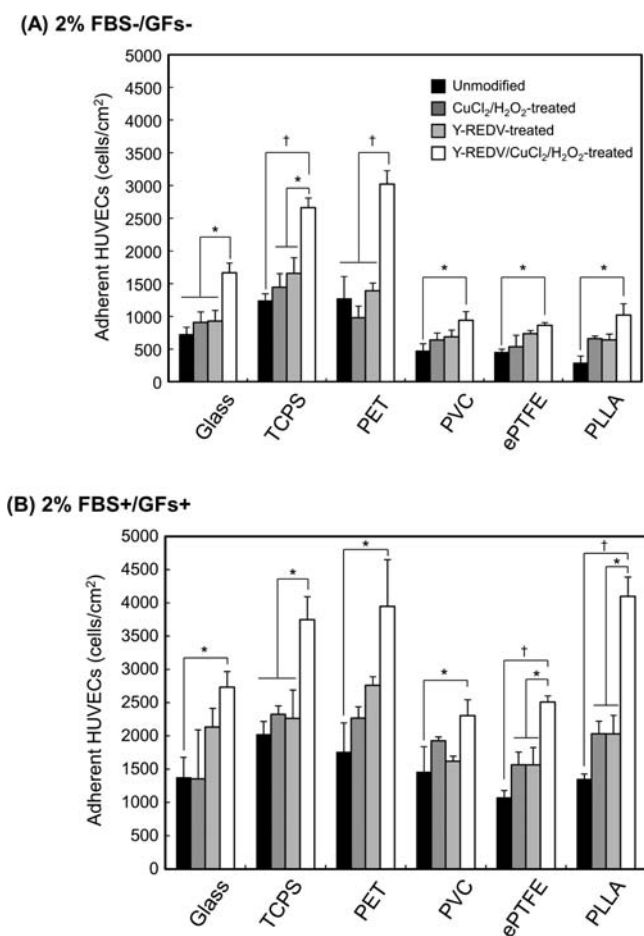 (A) 2% FBS-/GFs-
Adherent HUVECs (cells/cm²)
5000
4500
4000
3500
3000
2500
2000
1500
1000
500
0
Unmodified
CuCl₂/H₂O₂-treated
Y-REDV-treated
Y-REDV/CuCl₂/H₂O₂-treated
*
†
*
†
*
*
*
Glass
TCPS
PET
PVC
ePTFE
PLLA
(B) 2% FBS+/GFs+
Adherent HUVECs (cells/cm²)
5000
4500
4000
3500
3000
2500
2000
1500
1000
500
0
*
*
*
*
†
*
†
*
Glass
TCPS
PET
PVC
ePTFE
PLLA